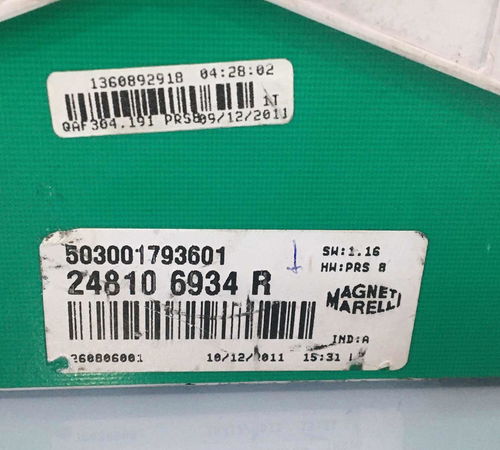 1360892918 04:28:02
1T
QAF304.191 PRS8 09/12/2011
503001793601
24810 6934 R
SW:1.16
HW:PRS 8
MAGNETI
MARELLI
IND:A
10/12/2011 15:31